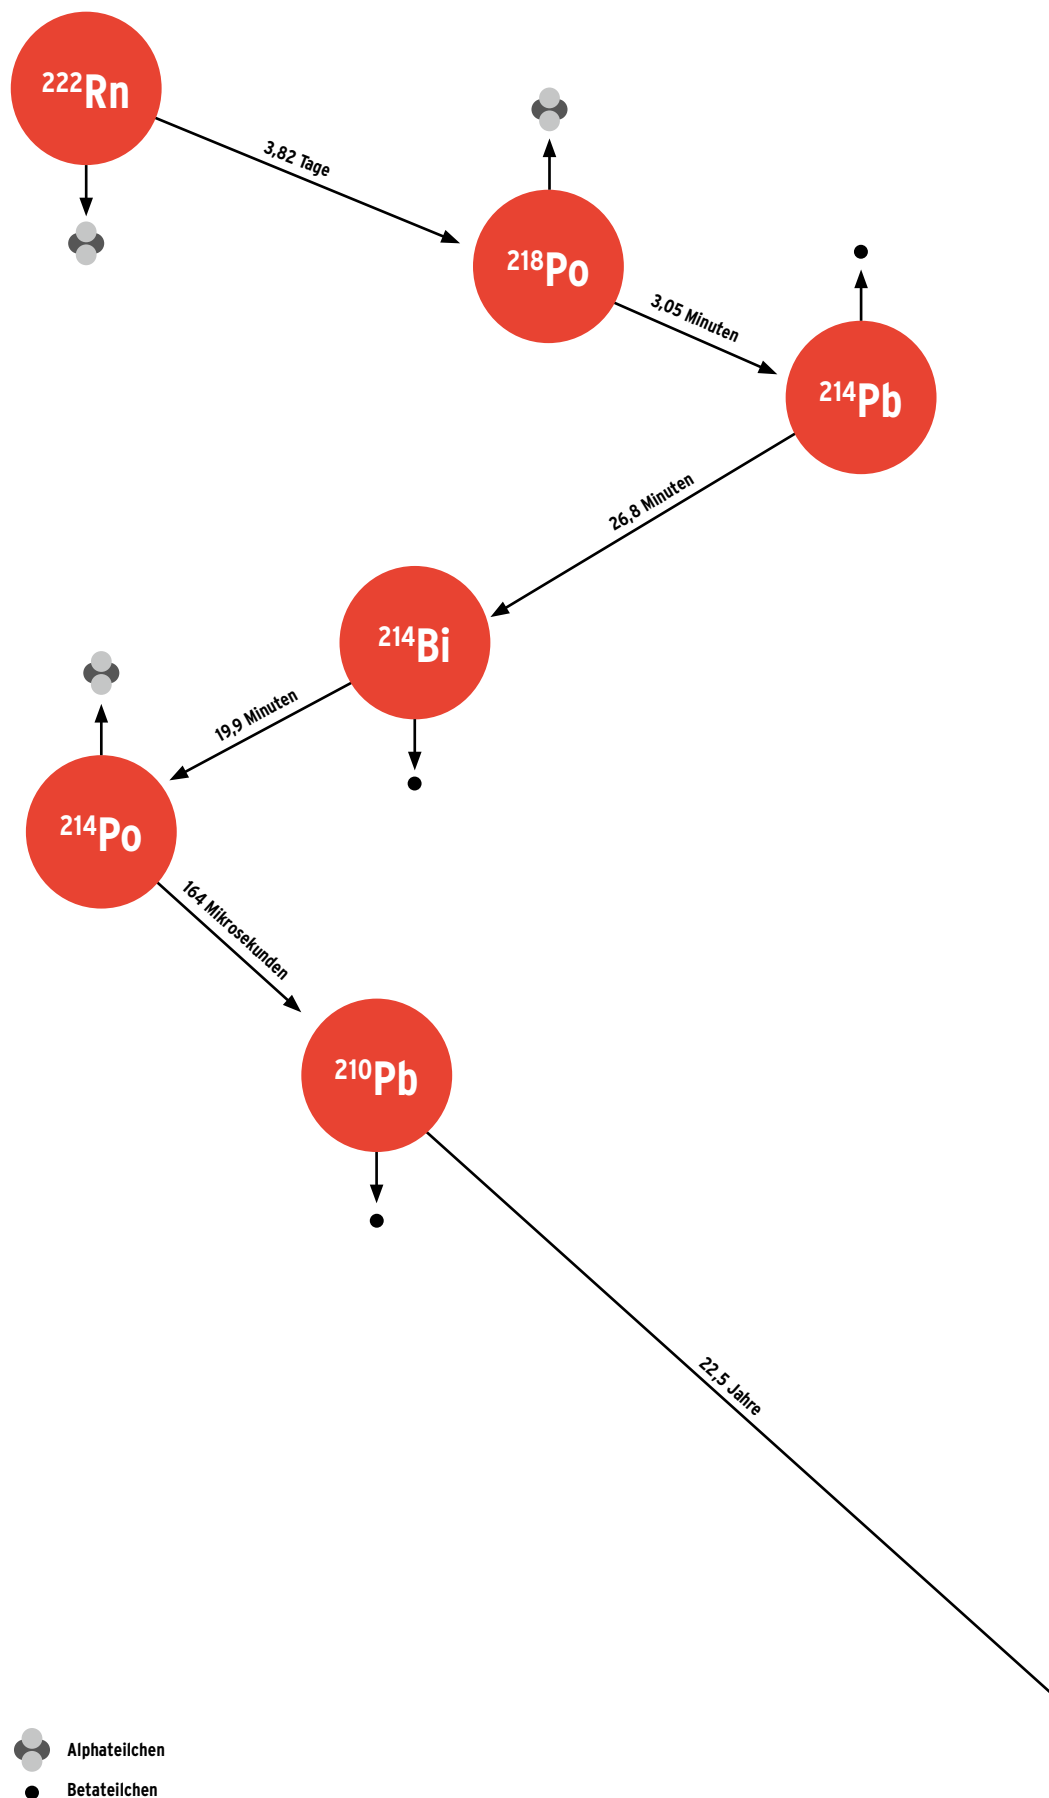 ²²²Rn
3,82 Tage
²¹⁸Po
3,05 Minuten
²¹⁴Pb
26,8 Minuten
²¹⁴Bi
19,9 Minuten
²¹⁴Po
164 Mikrosekunden
²¹⁰Pb
22,5 Jahre
Alphateilchen
Betateilchen